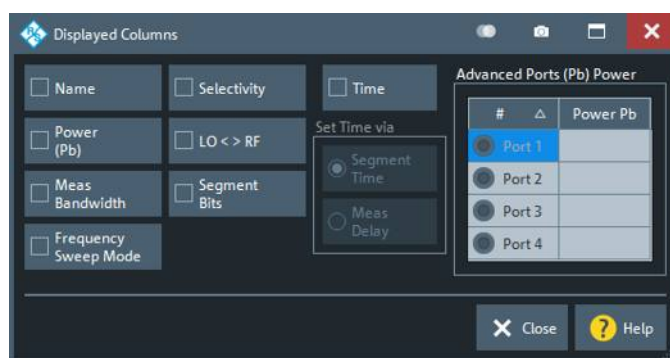 Displayed Columns
Name
Selectivity
Time
Power
(Pb)
LO < > RF
Meas
Bandwidth
Segment
Bits
Frequency
Sweep Mode
Set Time via
Segment
Time
Meas
Delay
Advanced Ports (Pb) Power
# Power Pb
Port 1
Port 2
Port 3
Port 4
Close
? Help